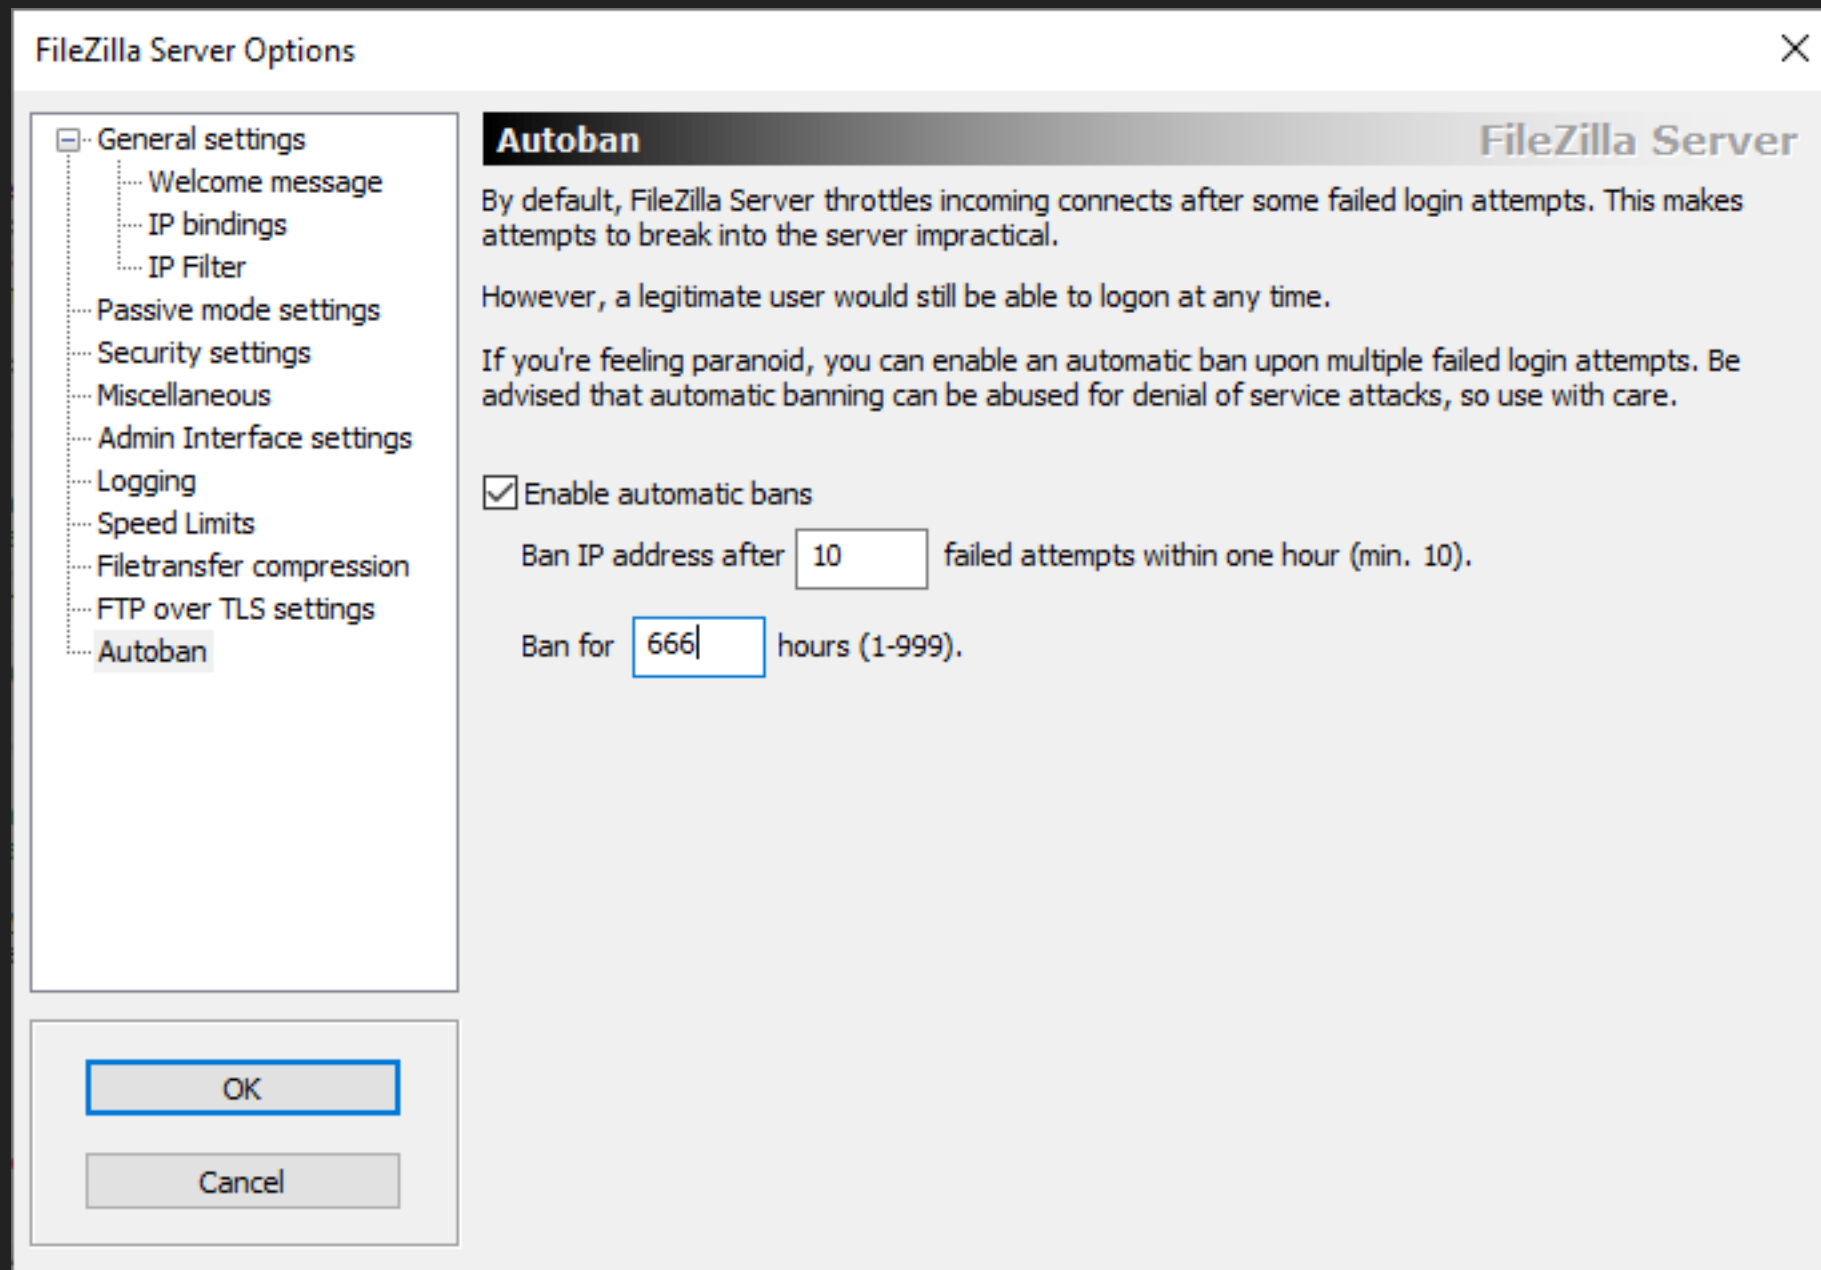 FileZilla Server Options
General settings
Welcome message
IP bindings
IP Filter
Passive mode settings
Security settings
Miscellaneous
Admin Interface settings
Logging
Speed Limits
Filetransfer compression
FTP over TLS settings
Autoban
OK
Cancel
Autoban FileZilla Server
By default, FileZilla Server throttles incoming connects after some failed login attempts. This makes
attempts to break into the server impractical.
However, a legitimate user would still be able to logon at any time.
If you're feeling paranoid, you can enable an automatic ban upon multiple failed login attempts. Be
advised that automatic banning can be abused for denial of service attacks, so use with care.
Enable automatic bans
Ban IP address after 10 failed attempts within one hour (min. 10).
Ban for 666 hours (1-999).